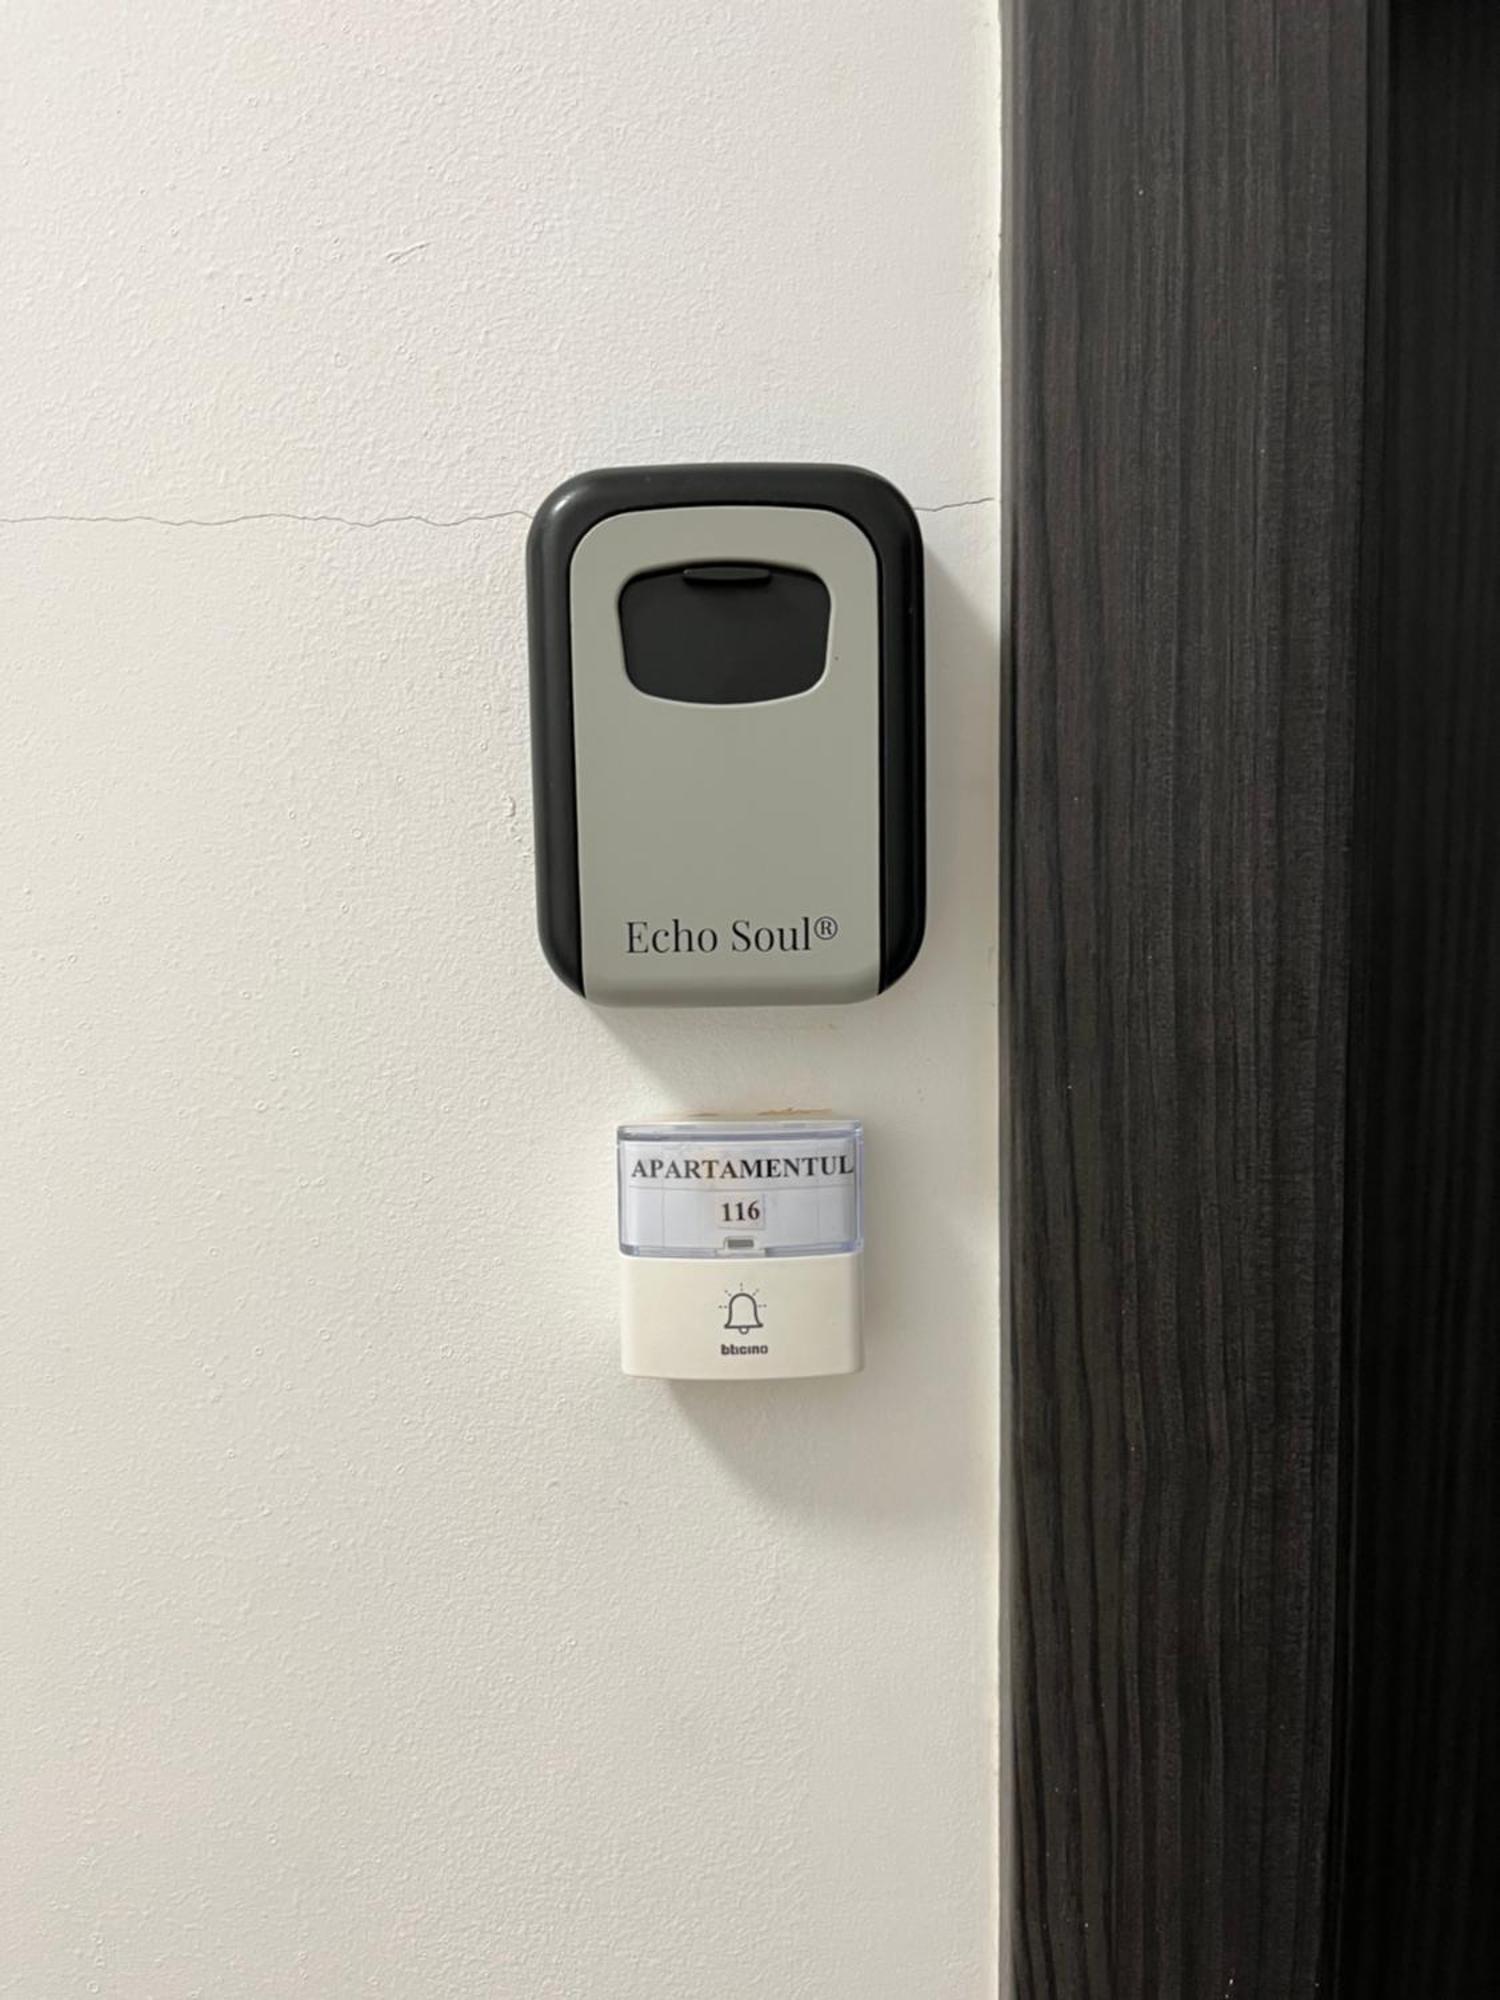 Echo Soul®
APARTAMENTUL
116
bticino